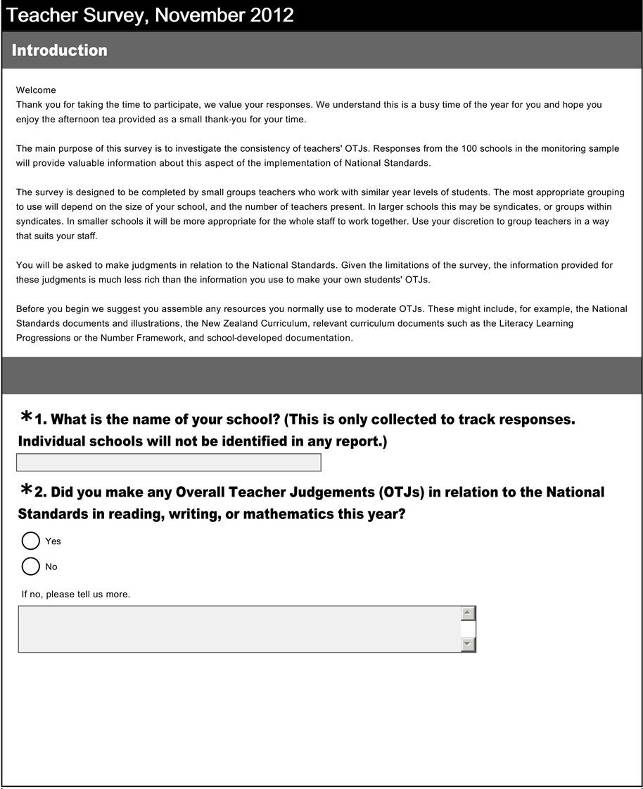 Teacher Survey, November 2012
Introduction
Welcome
Thank you for taking the time to participate, we value your responses. We understand this is a busy time of the year for you and hope you
enjoy the afternoon tea provided as a small thank-you for your time.
The main purpose of this survey is to investigate the consistency of teachers' OTJs. Responses from the 100 schools in the monitoring sample
will provide valuable information about this aspect of the implementation of National Standards.
The survey is designed to be completed by small groups teachers who work with similar year levels of students. The most appropriate grouping
to use will depend on the size of your school, and the number of teachers present. In larger schools this may be syndicates, or groups within
syndicates. In smaller schools it will be more appropriate for the whole staff to work together. Use your discretion to group teachers in a way
that suits your staff.
You will be asked to make judgments in relation to the National Standards. Given the limitations of the survey, the information provided for
these judgments is much less rich than the information you use to make your own students' OTJs.
Before you begin we suggest you assemble any resources you normally use to moderate OTJs. These might include, for example, the National
Standards documents and illustrations, the New Zealand Curriculum, relevant curriculum documents such as the Literacy Learning
Progressions or the Number Framework, and school-developed documentation.
*1. What is the name of your school? (This is only collected to track responses.
Individual schools will not be identified in any report.)
*2. Did you make any Overall Teacher Judgements (OTJs) in relation to the National
Standards in reading, writing, or mathematics this year?
Yes
No
If no, please tell us more.